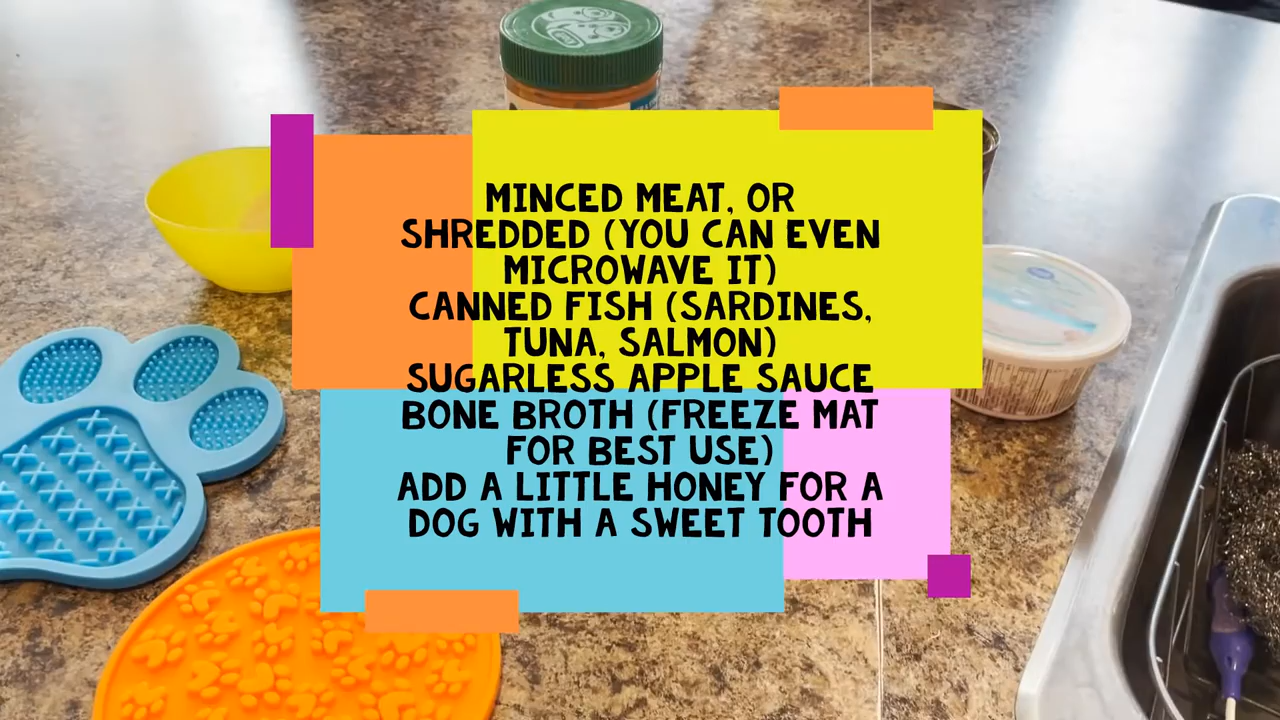 MINCED MEAT, OR
SHREDDED (YOU CAN EVEN
MICROWAVE IT)
CANNED FISH (SARDINES,
TUNA, SALMON)
SUGARLESS APPLE SAUCE
BONE BROTH (FREEZE MAT
FOR BEST USE)
ADD A LITTLE HONEY FOR A
DOG WITH A SWEET TOOTH